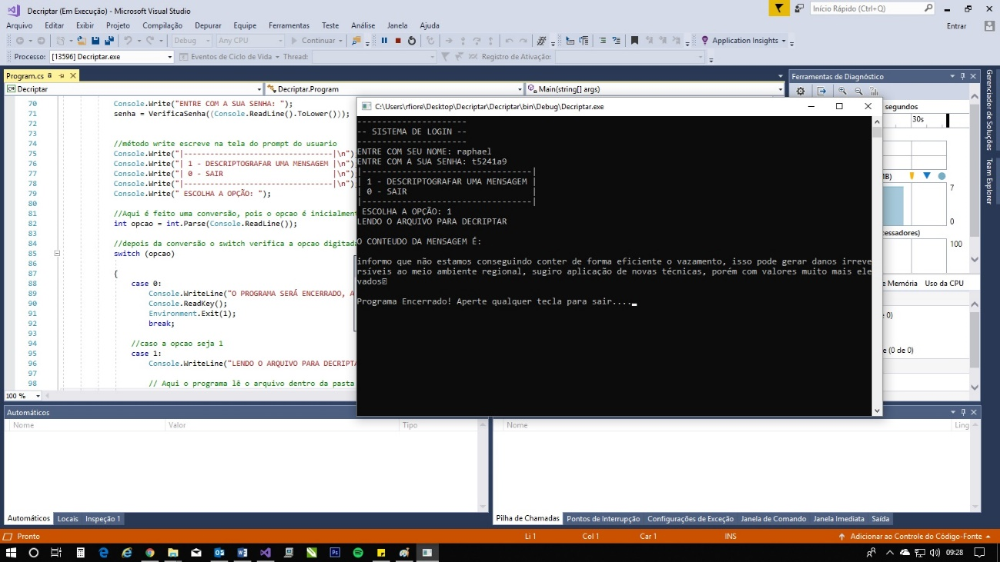 Decriptar (Em Execução) - Microsoft Visual Studio
Início Rápido (Ctrl+Q)
Arquivo Editar Exibir Projeto Compilação Depurar Equipe Ferramentas Teste Análise Janela Ajuda
Entrar
Debug Any CPU Continuar Application Insights
Processo: [13596] Decriptar.exe Eventos de Ciclo de Vida Thread: Registro de Ativação:
Program.cs
Decriptar Decriptar.Program Main(string[] args)
70 Console.Write("ENTRE COM A SUA SENHA: ");
71 senha = VerificaSenha((Console.ReadLine().ToLower()));
72
73
74 //método write escreve na tela do prompt do usuario
75 Console.Write("|---------------------------------|\n")
76 Console.Write("| 1 - DESCRIPTOGRAFAR UMA MENSAGEM |\n")
77 Console.Write("| 0 - SAIR |\n")
78 Console.Write("|---------------------------------|\n")
79 Console.Write(" ESCOLHA A OPÇÃO: ");
80
81 //Aqui é feito uma conversão, pois o opcao é inicialment
82 int opcao = int.Parse(Console.ReadLine());
83
84 //depois da conversão o switch verifica a opcao digitada
85 switch (opcao)
86
87 {
88 case 0:
89 Console.WriteLine("O PROGRAMA SERÁ ENCERRADO, A
90 Console.ReadKey();
91 Environment.Exit(1);
92 break;
93
94 //caso a opcao seja 1
95 case 1:
96 Console.WriteLine("LENDO O ARQUIVO PARA DECRIPTA
97
98 // Aqui o programa lê o arquivo dentro da pasta
100 %
C:\Users\rfiore\Desktop\Decriptar\Decriptar\bin\Debug\Decriptar.exe
----------------------
-- SISTEMA DE LOGIN --
----------------------
ENTRE COM SEU NOME: raphael
ENTRE COM A SUA SENHA: t5241a9
|----------------------------------|
| 1 - DESCRIPTOGRAFAR UMA MENSAGEM |
| 0 - SAIR |
|----------------------------------|
ESCOLHA A OPÇÃO: 1
LENDO O ARQUIVO PARA DECRIPTAR
O CONTEUDO DA MENSAGEM É:
informo que não estamos conseguindo conter de forma eficiente o vazamento, isso pode gerar danos irreve
rsíveis ao meio ambiente regional, sugiro aplicação de novas técnicas, porém com valores muito mais ele
vados
Programa Encerrado! Aperte qualquer tecla para sair...._
Ferramentas de Diagnóstico
segundos
30s
MB)
7
0
essadores)
100
e Memória Uso da CPU
0)
e (0 de 0)
Gerenciador de Soluções
Team Explorer
Automáticos
Nome Valor Tipo
Nome Ling
Automáticos Locais Inspeção 1
Pilha de Chamadas Pontos de Interrupção Configurações de Exceção Janela de Comando Janela Imediata Saída
Pronto Li 1 Col 1 Car 1 INS Adicionar ao Controle do Código-Fonte
09:28